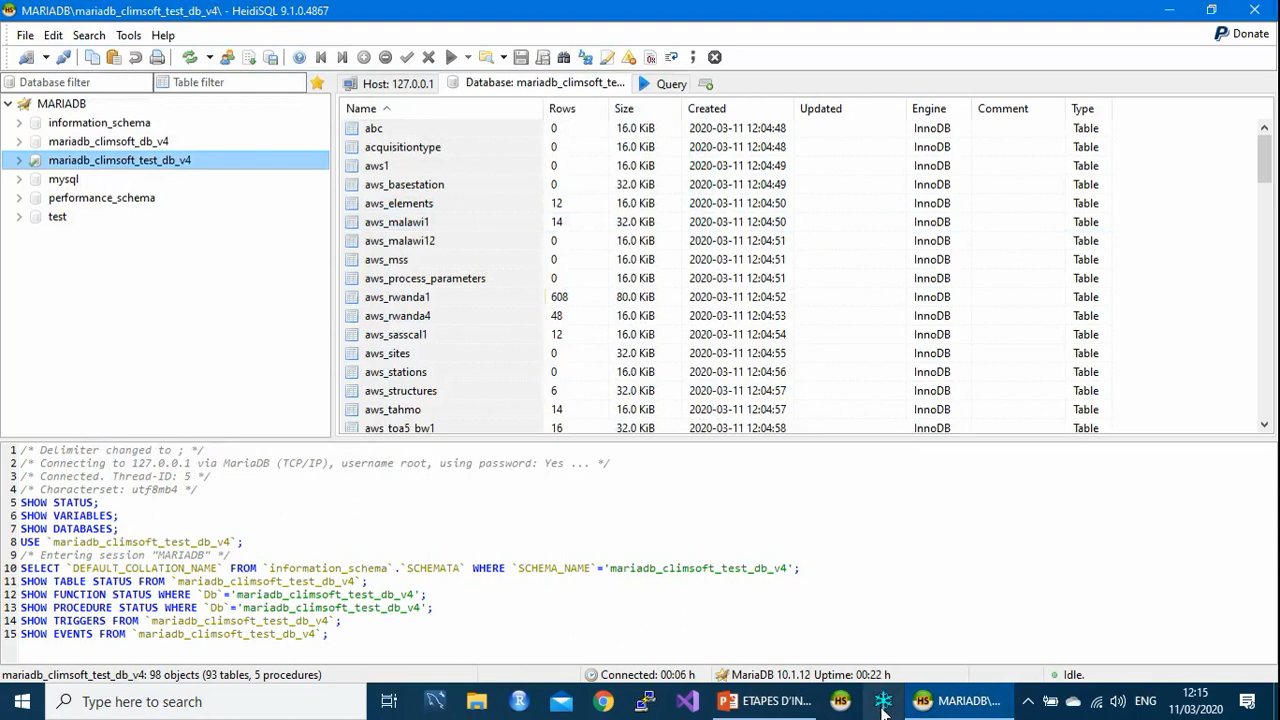 MARIADB\mariadb_climsoft_test_db_v4\ - HeidiSQL 9.1.0.4867
File Edit Search Tools Help
Donate
Database filter Table filter Host: 127.0.0.1 Database: mariadb_climsoft_te... Query
MARIADB
information_schema
mariadb_climsoft_db_v4
mariadb_climsoft_test_db_v4
mysql
performance_schema
test
Name Rows Size Created Updated Engine Comment Type
abc 0 16.0 KiB 2020-03-11 12:04:48 InnoDB Table
acquisitiontype 0 16.0 KiB 2020-03-11 12:04:48 InnoDB Table
aws1 0 16.0 KiB 2020-03-11 12:04:49 InnoDB Table
aws_basestation 0 32.0 KiB 2020-03-11 12:04:49 InnoDB Table
aws_elements 12 16.0 KiB 2020-03-11 12:04:50 InnoDB Table
aws_malawi1 14 32.0 KiB 2020-03-11 12:04:50 InnoDB Table
aws_malawi12 0 16.0 KiB 2020-03-11 12:04:51 InnoDB Table
aws_mss 0 16.0 KiB 2020-03-11 12:04:51 InnoDB Table
aws_process_parameters 0 16.0 KiB 2020-03-11 12:04:51 InnoDB Table
aws_rwanda1 608 80.0 KiB 2020-03-11 12:04:52 InnoDB Table
aws_rwanda4 48 16.0 KiB 2020-03-11 12:04:53 InnoDB Table
aws_sasscal1 12 16.0 KiB 2020-03-11 12:04:54 InnoDB Table
aws_sites 0 32.0 KiB 2020-03-11 12:04:55 InnoDB Table
aws_stations 0 16.0 KiB 2020-03-11 12:04:56 InnoDB Table
aws_structures 6 32.0 KiB 2020-03-11 12:04:57 InnoDB Table
aws_tahmo 14 16.0 KiB 2020-03-11 12:04:57 InnoDB Table
aws_toa5_bw1 16 32.0 KiB 2020-03-11 12:04:58 InnoDB Table
1 /* Delimiter changed to ; */
2 /* Connecting to 127.0.0.1 via MariaDB (TCP/IP), username root, using password: Yes ... */
3 /* Connected. Thread-ID: 5 */
4 /* Characterset: utf8mb4 */
5 SHOW STATUS;
6 SHOW VARIABLES;
7 SHOW DATABASES;
8 USE `mariadb_climsoft_test_db_v4`;
9 /* Entering session "MARIADB" */
10 SELECT `DEFAULT_COLLATION_NAME` FROM `information_schema`.`SCHEMATA` WHERE `SCHEMA_NAME`='mariadb_climsoft_test_db_v4';
11 SHOW TABLE STATUS FROM `mariadb_climsoft_test_db_v4`;
12 SHOW FUNCTION STATUS WHERE `Db`='mariadb_climsoft_test_db_v4';
13 SHOW PROCEDURE STATUS WHERE `Db`='mariadb_climsoft_test_db_v4';
14 SHOW TRIGGERS FROM `mariadb_climsoft_test_db_v4`;
15 SHOW EVENTS FROM `mariadb_climsoft_test_db_v4`;
mariadb_climsoft_test_db_v4: 98 objects (93 tables, 5 procedures) Connected: 00:06 h MariaDB 10.1.12 Uptime: 00:22 h Idle.
Type here to search ETAPES D'IN... MARIADB\... ENG 12:15
11/03/2020